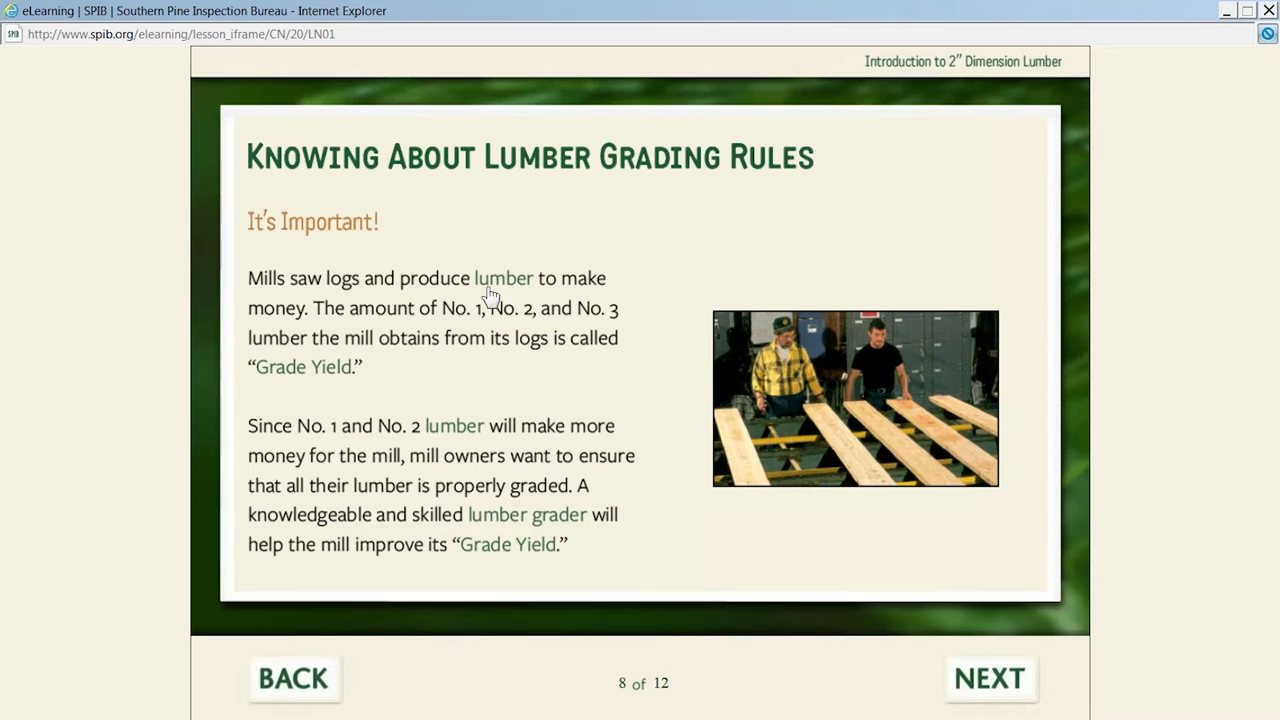 eLearning | SPIB | Southern Pine Inspection Bureau - Internet Explorer
SPIB http://www.spib.org/elearning/lesson_iframe/CN/20/LN01
Introduction to 2" Dimension Lumber
KNOWING ABOUT LUMBER GRADING RULES
It's Important!
Mills saw logs and produce lumber to make
money. The amount of No. 1, No. 2, and No. 3
lumber the mill obtains from its logs is called
“Grade Yield.”
Since No. 1 and No. 2 lumber will make more
money for the mill, mill owners want to ensure
that all their lumber is properly graded. A
knowledgeable and skilled lumber grader will
help the mill improve its “Grade Yield.”
BACK
8 of 12
NEXT